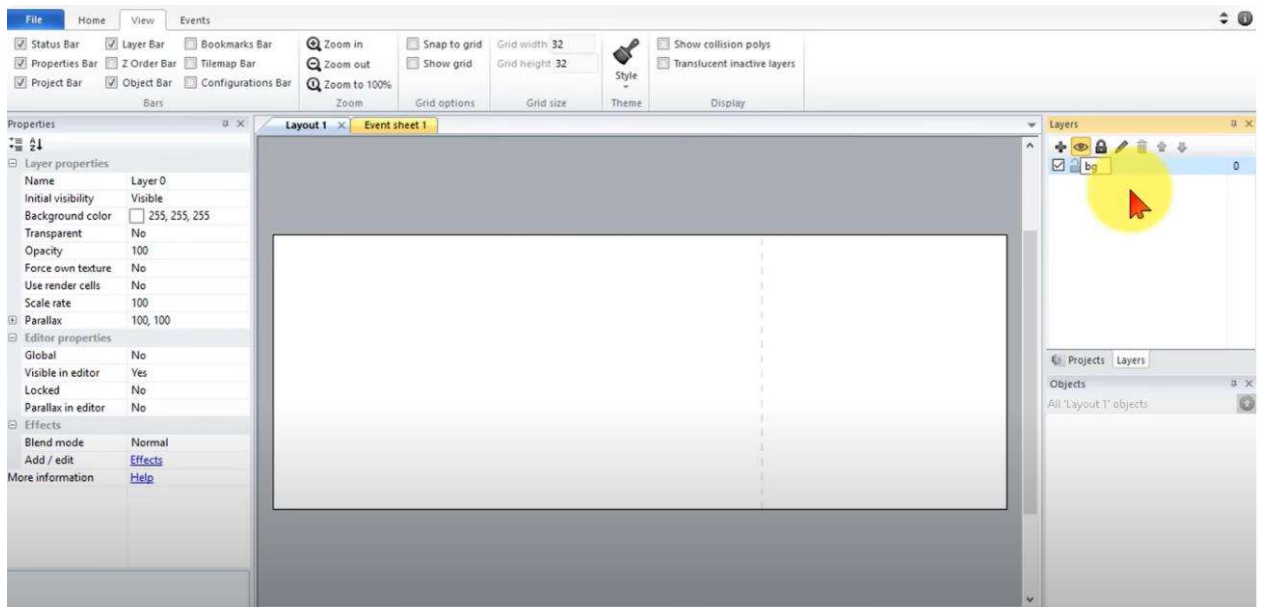 File Home View Events
Status Bar Layer Bar Bookmarks Bar Zoom in Snap to grid Grid width 32 Show collision polys
Properties Bar Z Order Bar Tilemap Bar Zoom out Show grid Grid height 32 Translucent inactive layers
Project Bar Object Bar Configurations Bar Zoom to 100% Style
Bars Zoom Grid options Grid size Theme Display
Properties Layout 1 Event sheet 1 Layers
Layer properties
bg 0
Name Layer 0
Initial visibility Visible
Background color 255, 255, 255
Transparent No
Opacity 100
Force own texture No
Use render cells No
Scale rate 100
Parallax 100, 100
Editor properties
Global No
Projects Layers
Visible in editor Yes
Locked No
Objects
Parallax in editor No
All 'Layout 1' objects
Effects
Blend mode Normal
Add / edit Effects
More information Help